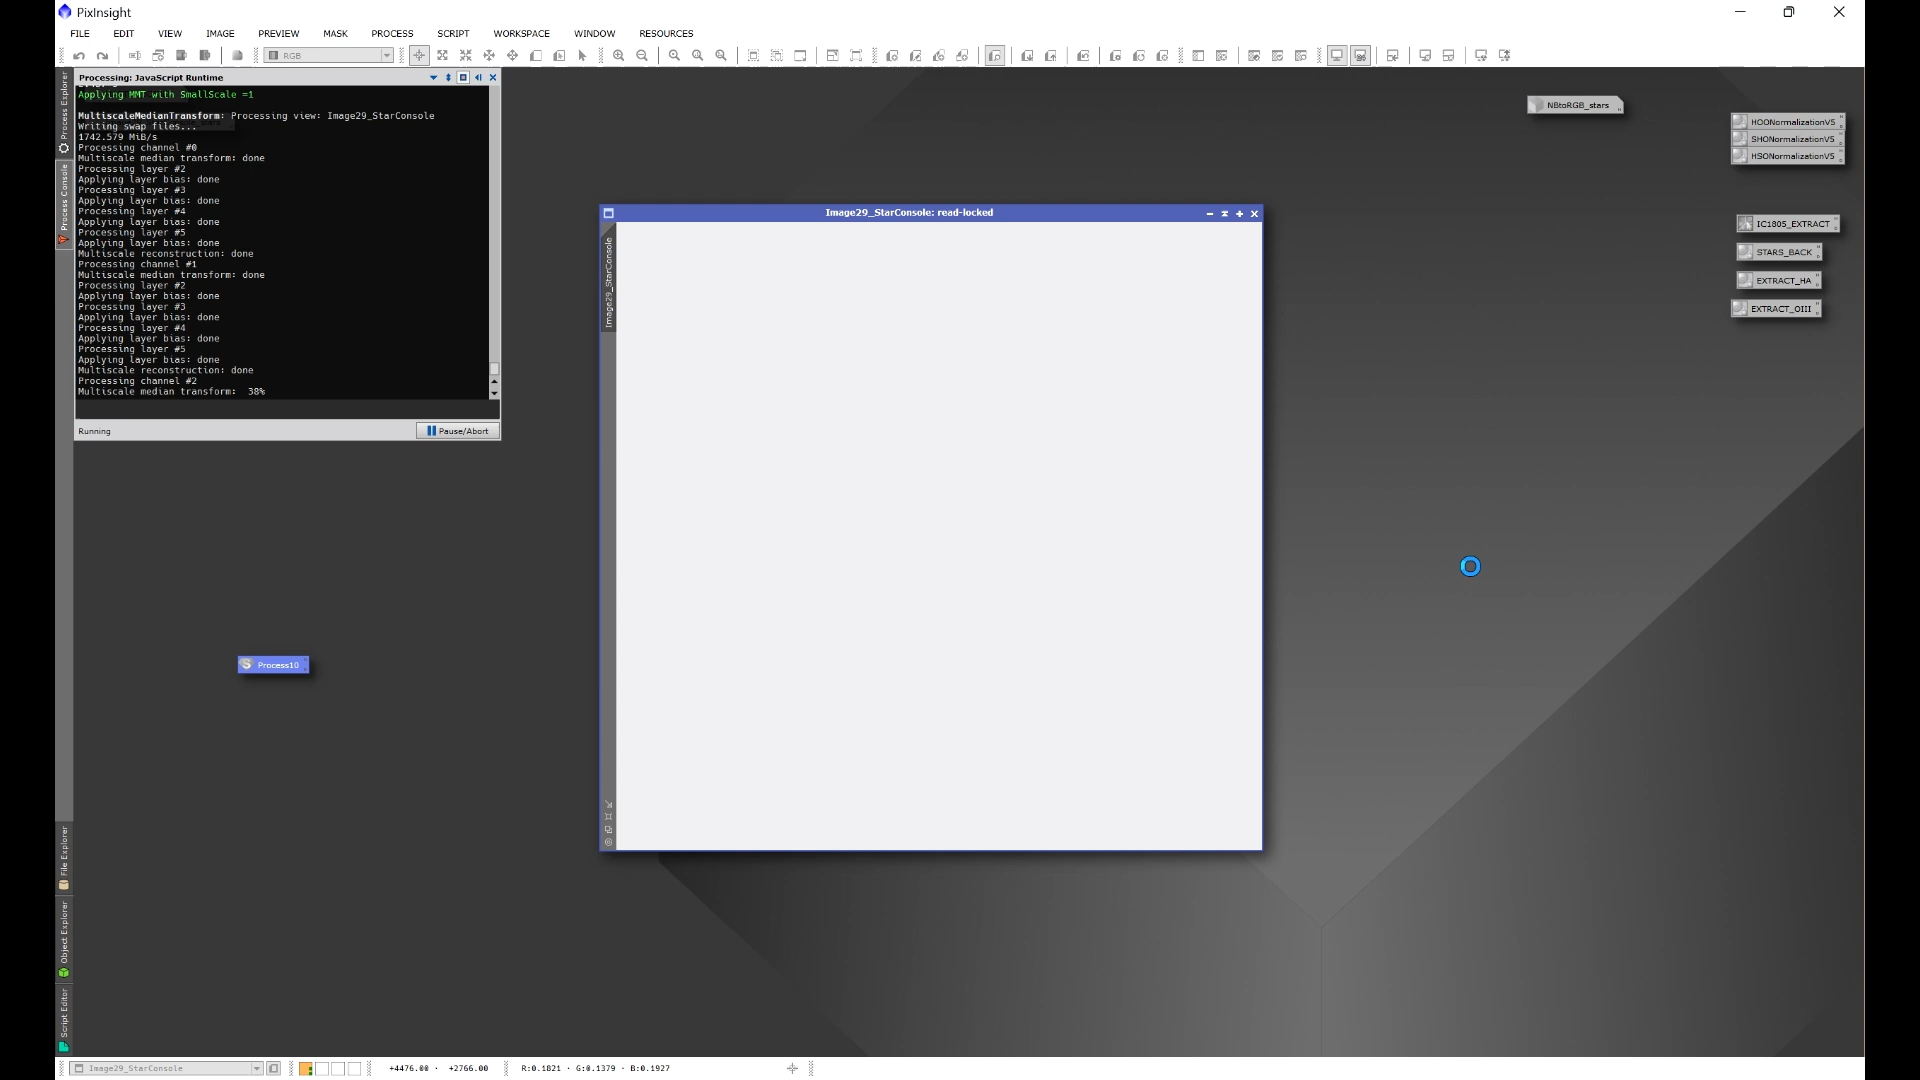 PixInsight
FILE EDIT VIEW IMAGE PREVIEW MASK PROCESS SCRIPT WORKSPACE WINDOW RESOURCES
RGB
Processing: JavaScript Runtime
Applying MMT with SmallScale =1
MultiscaleMedianTransform: Processing view: Image29_StarConsole
Writing swap files...
1742.579 MiB/s
Processing channel #0
Multiscale median transform: done
Processing layer #2
Applying layer bias: done
Processing layer #3
Applying layer bias: done
Processing layer #4
Applying layer bias: done
Processing layer #5
Applying layer bias: done
Multiscale reconstruction: done
Processing channel #1
Multiscale median transform: done
Processing layer #2
Applying layer bias: done
Processing layer #3
Applying layer bias: done
Processing layer #4
Applying layer bias: done
Processing layer #5
Applying layer bias: done
Multiscale reconstruction: done
Processing channel #2
Multiscale median transform: 38%
Running
Pause/Abort
Process Explorer
Process Console
File Explorer
Object Explorer
Script Editor
Process10
Image29_StarConsole: read-locked
Image29_StarConsole
NBtoRGB_stars
HOONormalizationV5
SHONormalizationV5
HSONormalizationV5
IC1805_EXTRACT
STARS_BACK
EXTRACT_HA
EXTRACT_OIII
Image29_StarConsole
+4476.00 · +2766.00
R:0.1821 · G:0.1379 · B:0.1927